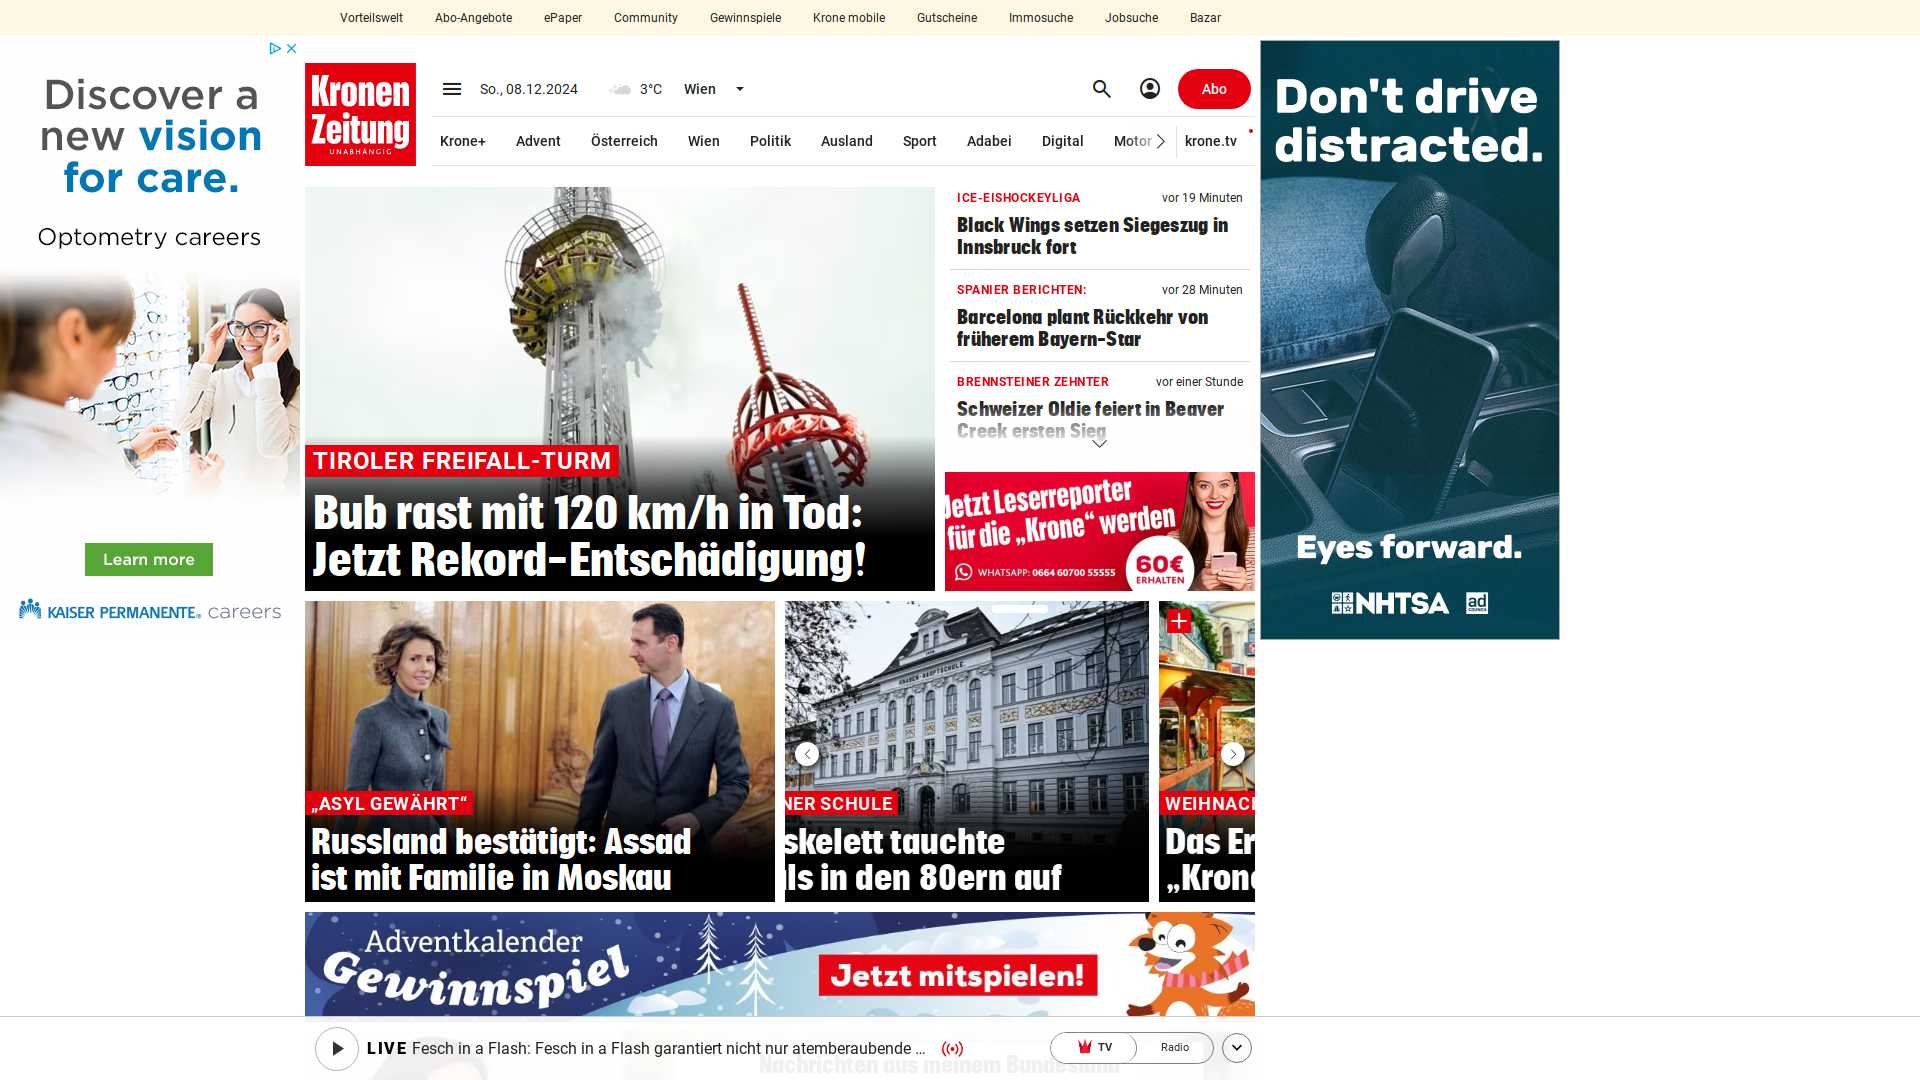 Vorteilswelt Abo-Angebote ePaper Community Gewinnspiele Krone mobile Gutscheine Immosuche Jobsuche Bazar
Discover a
new vision
for care.
Optometry careers
Learn more
KAISER PERMANENTE® careers
Kronen
Zeitung
UNABHÄNGIG
So., 08.12.2024 3°C Wien
Abo
Krone+ Advent Österreich Wien Politik Ausland Sport Adabei Digital Motor krone.tv
TIROLER FREIFALL-TURM
Bub rast mit 120 km/h in Tod:
Jetzt Rekord-Entschädigung!
ICE-EISHOCKEYLIGA vor 19 Minuten
Black Wings setzen Siegeszug in
Innsbruck fort
SPANIER BERICHTEN: vor 28 Minuten
Barcelona plant Rückkehr von
früherem Bayern-Star
BRENNSTEINER ZEHNTER vor einer Stunde
Schweizer Oldie feiert in Beaver
Creek ersten Sieg
Jetzt Leserreporter
für die „Krone“ werden
WHATSAPP: 0664 60700 55555
60€
ERHALTEN
Don't drive
distracted.
Eyes forward.
NHTSA
ad
COUNCIL
„ASYL GEWÄHRT“
Russland bestätigt: Assad
ist mit Familie in Moskau
KNABEN-HAUPTSCHULE
NER SCHULE
skelett tauchte
ls in den 80ern auf
WEIHNAC
Das Er
„Krone
Adventkalender
Gewinnspiel
Jetzt mitspielen!
LIVE Fesch in a Flash: Fesch in a Flash garantiert nicht nur atemberaubende ...
TV
Radio
Nachrichten aus meinem Bundesland